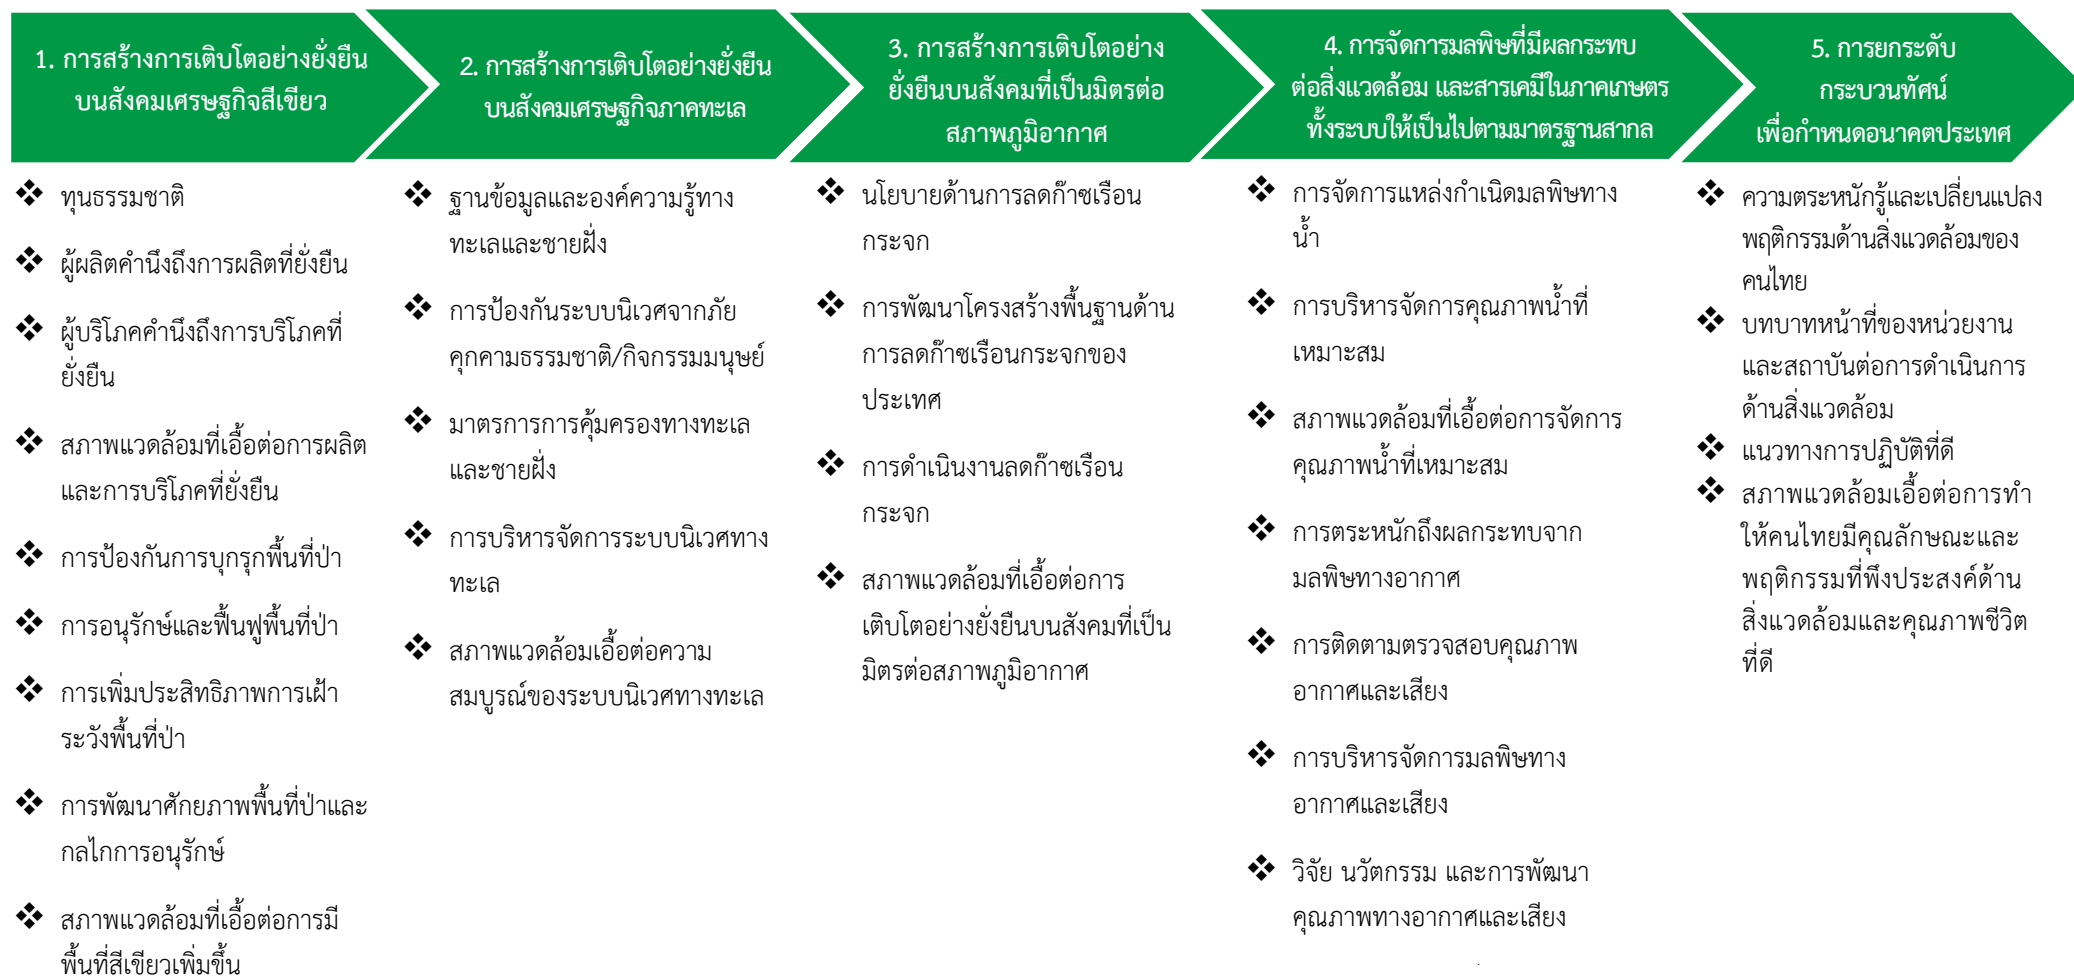 1. การสร้างการเติบโตอย่างยั่งยืน
บนสังคมเศรษฐกิจสีเขียว
❖ ทุนธรรมชาติ
❖ ผู้ผลิตคำนึงถึงการผลิตที่ยั่งยืน
❖ ผู้บริโภคคำนึงถึงการบริโภคที่
ยั่งยืน
❖ สภาพแวดล้อมที่เอื้อต่อการผลิต
และการบริโภคที่ยั่งยืน
❖ การป้องกันการบุกรุกพื้นที่ป่า
❖ การอนุรักษ์และฟื้นฟูพื้นที่ป่า
❖ การเพิ่มประสิทธิภาพการเฝ้า
ระวังพื้นที่ป่า
❖ การพัฒนาศักยภาพพื้นที่ป่าและ
กลไกการอนุรักษ์
❖ สภาพแวดล้อมที่เอื้อต่อการมี
พื้นที่สีเขียวเพิ่มขึ้น
2. การสร้างการเติบโตอย่างยั่งยืน
บนสังคมเศรษฐกิจภาคทะเล
❖ ฐานข้อมูลและองค์ความรู้ทาง
ทะเลและชายฝั่ง
❖ การป้องกันระบบนิเวศจากภัย
คุกคามธรรมชาติ/กิจกรรมมนุษย์
❖ มาตรการการคุ้มครองทางทะเล
และชายฝั่ง
❖ การบริหารจัดการระบบนิเวศทาง
ทะเล
❖ สภาพแวดล้อมเอื้อต่อความ
สมบูรณ์ของระบบนิเวศทางทะเล
3. การสร้างการเติบโตอย่าง
ยั่งยืนบนสังคมที่เป็นมิตรต่อ
สภาพภูมิอากาศ
❖ นโยบายด้านการลดก๊าซเรือน
กระจก
❖ การพัฒนาโครงสร้างพื้นฐานด้าน
การลดก๊าซเรือนกระจกของ
ประเทศ
❖ การดำเนินงานลดก๊าซเรือน
กระจก
❖ สภาพแวดล้อมที่เอื้อต่อการ
เติบโตอย่างยั่งยืนบนสังคมที่เป็น
มิตรต่อสภาพภูมิอากาศ
4. การจัดการมลพิษที่มีผลกระทบ
ต่อสิ่งแวดล้อม และสารเคมีในภาคเกษตร
ทั้งระบบให้เป็นไปตามมาตรฐานสากล
❖ การจัดการแหล่งกำเนิดมลพิษทาง
น้ำ
❖ การบริหารจัดการคุณภาพน้ำที่
เหมาะสม
❖ สภาพแวดล้อมที่เอื้อต่อการจัดการ
คุณภาพน้ำที่เหมาะสม
❖ การตระหนักถึงผลกระทบจาก
มลพิษทางอากาศ
❖ การติดตามตรวจสอบคุณภาพ
อากาศและเสียง
❖ การบริหารจัดการมลพิษทาง
อากาศและเสียง
❖ วิจัย นวัตกรรม และการพัฒนา
คุณภาพทางอากาศและเสียง
5. การยกระดับ
กระบวนทัศน์
เพื่อกำหนดอนาคตประเทศ
❖ ความตระหนักรู้และเปลี่ยนแปลง
พฤติกรรมด้านสิ่งแวดล้อมของ
คนไทย
❖ บทบาทหน้าที่ของหน่วยงาน
และสถาบันต่อการดำเนินการ
ด้านสิ่งแวดล้อม
❖ แนวทางการปฏิบัติที่ดี
❖ สภาพแวดล้อมเอื้อต่อการทำ
ให้คนไทยมีคุณลักษณะและ
พฤติกรรมที่พึงประสงค์ด้าน
สิ่งแวดล้อมและคุณภาพชีวิต
ที่ดี